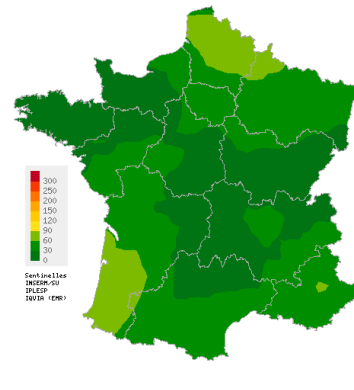 300
250
200
150
120
90
60
30
0
Sentinelles
INSERM/SU
IPLESP
IQVIA (EMR)